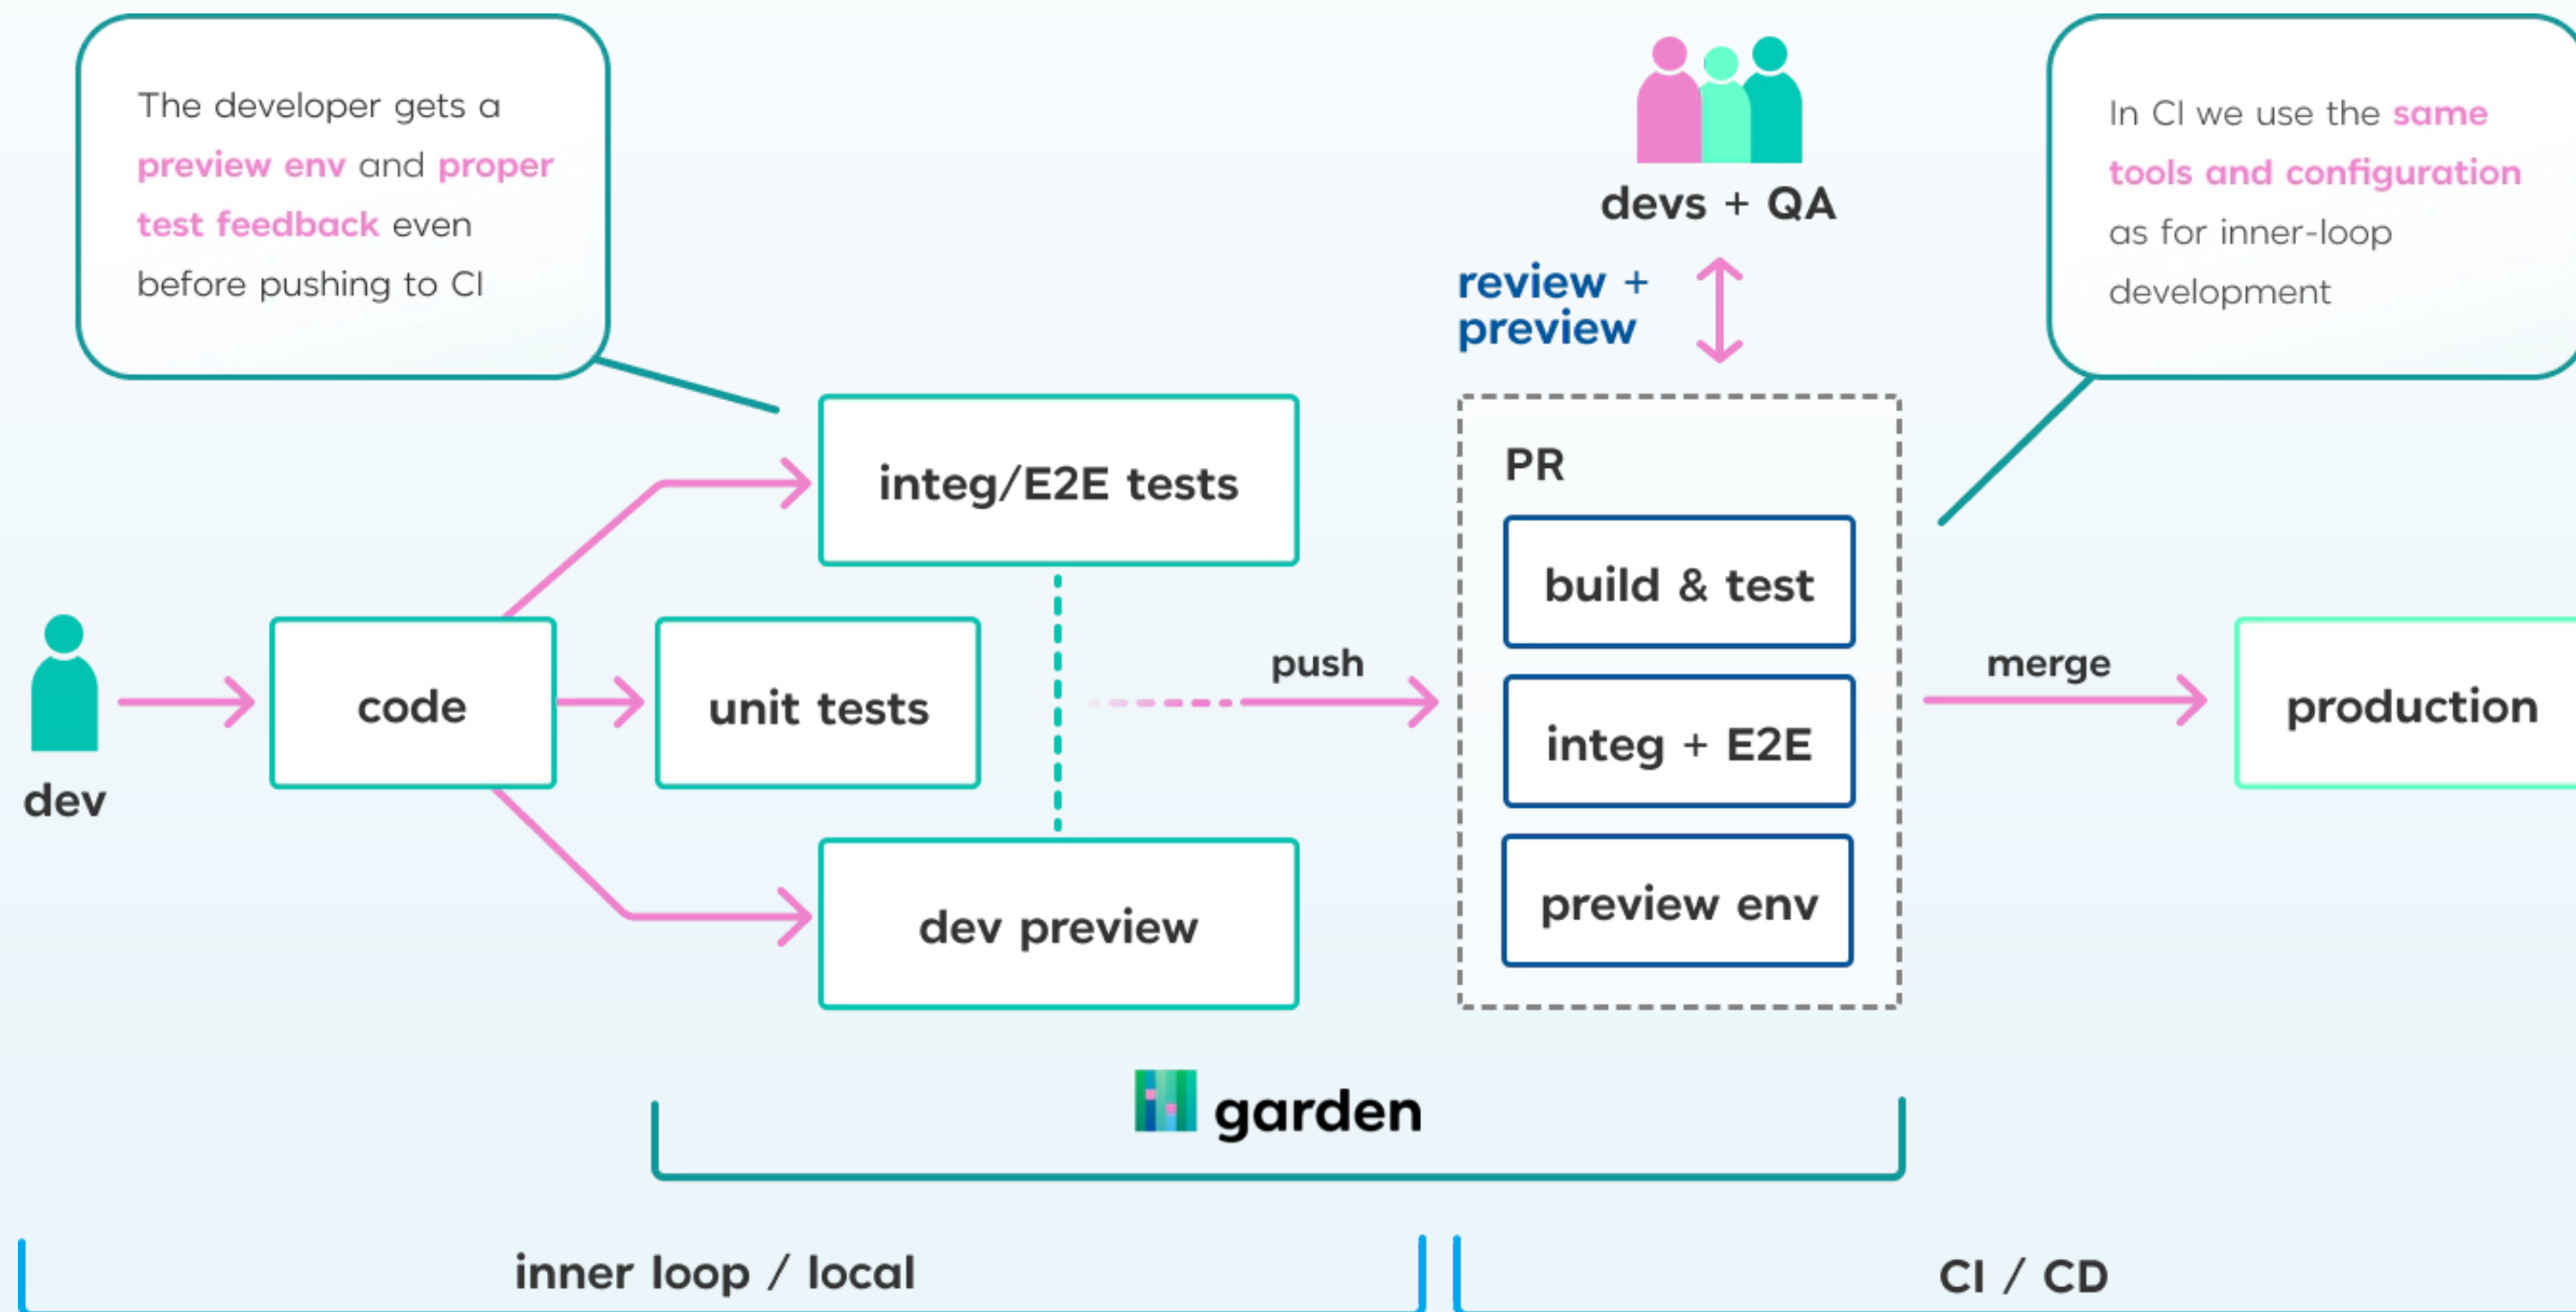 The developer gets a
preview env and proper
test feedback even
before pushing to CI
devs + QA
review +
preview
In CI we use the same
tools and configuration
as for inner-loop
development
integ/E2E tests
PR
build & test
dev
code
unit tests
push
integ + E2E
merge
production
dev preview
preview env
garden
inner loop / local
CI / CD